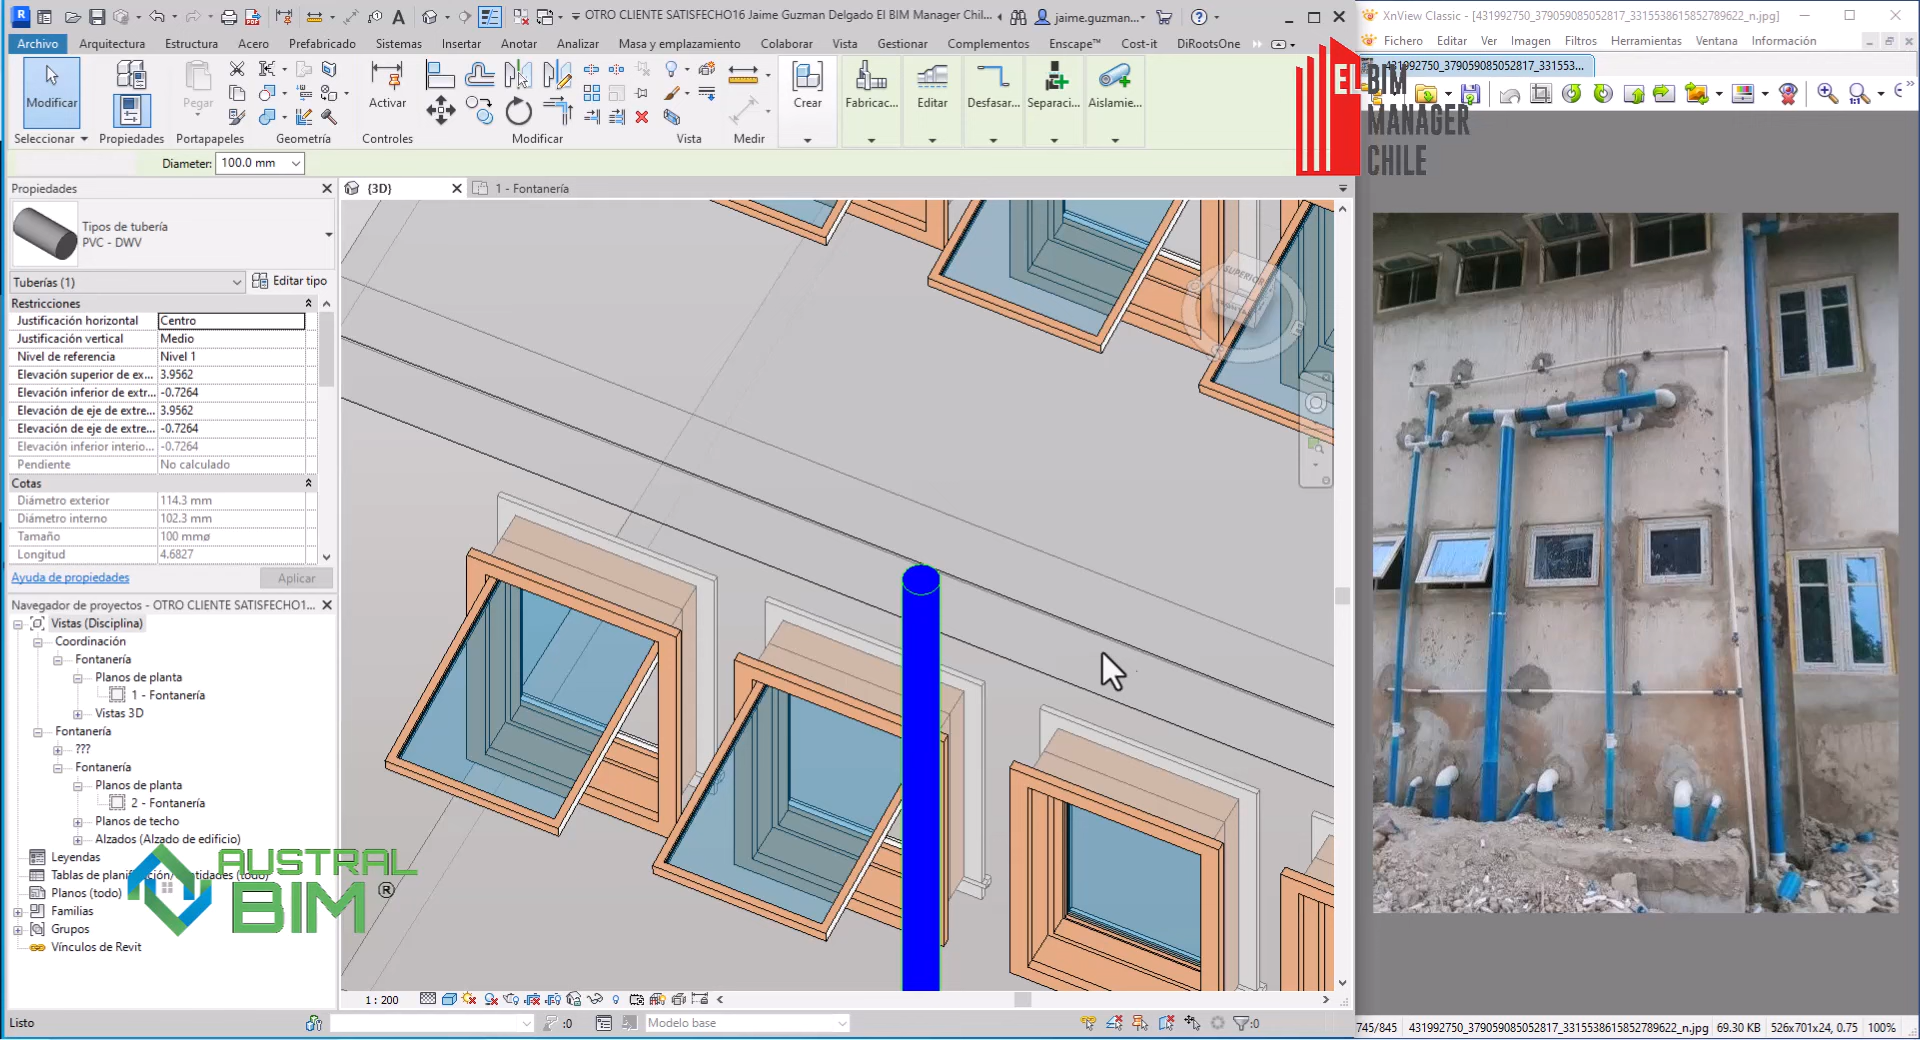 OTRO CLIENTE SATISFECHO16 Jaime Guzman Delgado El BIM Manager Chil...
jaime.guzman...
Archivo Arquitectura Estructura Acero Prefabricado Sistemas Insertar Anotar Analizar Masa y emplazamiento Colaborar Vista Gestionar Complementos Enscape™ Cost-it DiRootsOne
Modificar
Pegar
Activar
Crear
Fabricac...
Editar
Desfasar...
Separaci...
Aislamie...
Seleccionar Propiedades Portapapeles Geometría Controles Modificar Vista Medir
Diameter: 100.0 mm
Propiedades
{3D}
1 - Fontanería
Tipos de tubería
PVC - DWV
Tuberías (1)
Editar tipo
Restricciones
Justificación horizontal Centro
Justificación vertical Medio
Nivel de referencia Nivel 1
Elevación superior de ex... 3.9562
Elevación inferior de ext... -0.7264
Elevación de eje de extre... 3.9562
Elevación de eje de extre... -0.7264
Elevación inferior interio... -0.7264
Pendiente No calculado
Cotas
Diámetro exterior 114.3 mm
Diámetro interno 102.3 mm
Tamaño 100 mmø
Longitud 4.6827
Ayuda de propiedades
Aplicar
Navegador de proyectos - OTRO CLIENTE SATISFECHO1...
Vistas (Disciplina)
Coordinación
Fontanería
Planos de planta
1 - Fontanería
Vistas 3D
Fontanería
???
Fontanería
Planos de planta
2 - Fontanería
Planos de techo
Alzados (Alzado de edificio)
Leyendas
Tablas de planificación/cantidades (todo)
Planos (todo)
Familias
Grupos
Vínculos de Revit
AUSTRAL
BIM ®
SUPERIOR
1 : 200
Listo
:0
Modelo base
:0
XnView Classic - [431992750_379059085052817_3315538615852789622_n.jpg]
Fichero Editar Ver Imagen Filtros Herramientas Ventana Información
431992750_379059085052817_331553...
1:1
EL BIM
MANAGER
CHILE
745/845 431992750_379059085052817_3315538615852789622_n.jpg 69.30 KB 526x701x24, 0.75 100%